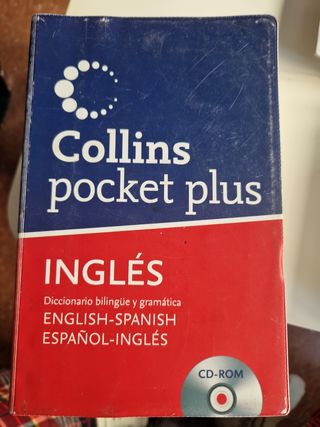 Collins
pocket plus
INGLÉS
Diccionario bilingüe y gramática
ENGLISH-SPANISH
ESPAÑOL-INGLÉS
CD-ROM